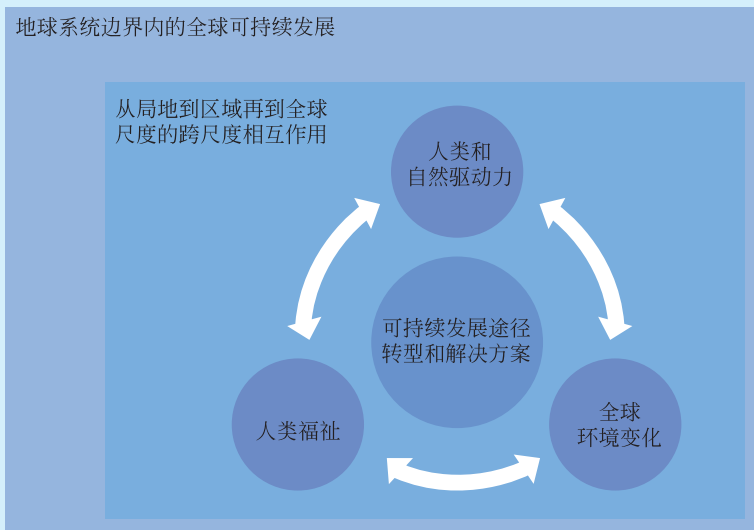 地球系统边界内的全球可持续发展
从局地到区域再到全球
尺度的跨尺度相互作用
人类和
自然驱动力
可持续发展途径
转型和解决方案
人类福祉
全球
环境变化